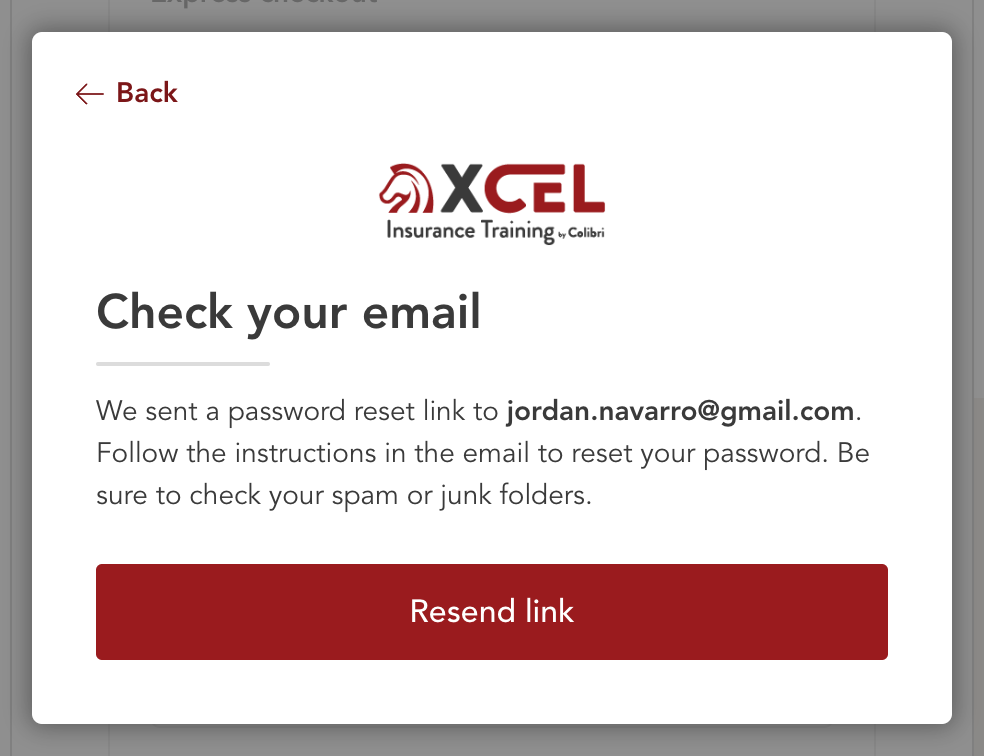 Express checkout
Back
XCEL
Insurance Training by Colibri
Check your email
We sent a password reset link to jordan.navarro@gmail.com.
Follow the instructions in the email to reset your password. Be
sure to check your spam or junk folders.
Resend link